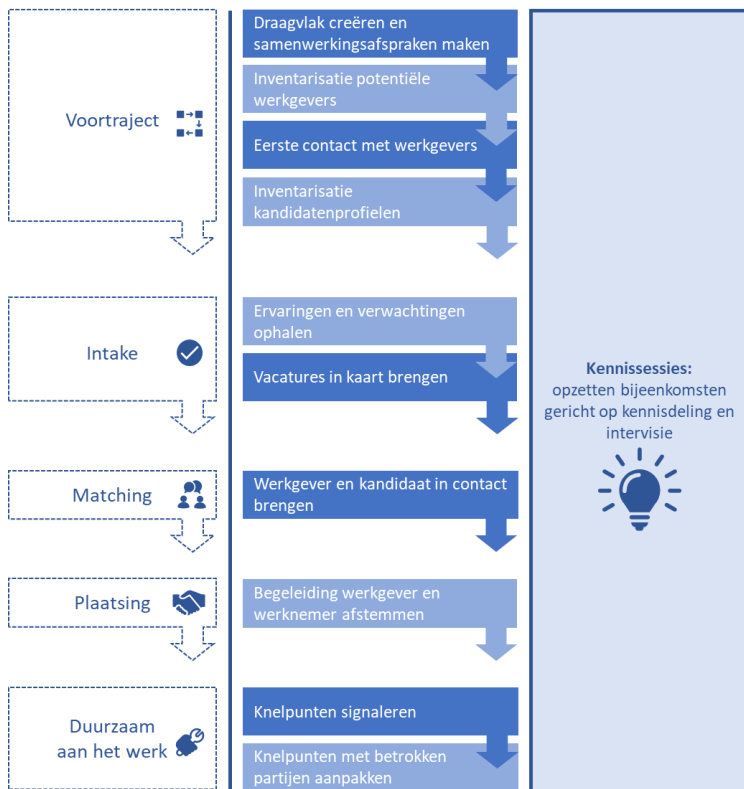 Voortraject
Draagvlak creëren en
samenwerkingsafspraken maken
Inventarisatie potentiële
werkgevers
Eerste contact met werkgevers
Inventarisatie
kandidatenprofielen
Intake
Ervaringen en verwachtingen
ophalen
Vacatures in kaart brengen
Matching
Werkgever en kandidaat in contact
brengen
Plaatsing
Begeleiding werkgever en
werknemer afstemmen
Duurzaam
aan het werk
Knelpunten signaleren
Knelpunten met betrokken
partijen aanpakken
Kennissessies:
opzetten bijeenkomsten
gericht op kennisdeling en
intervisie